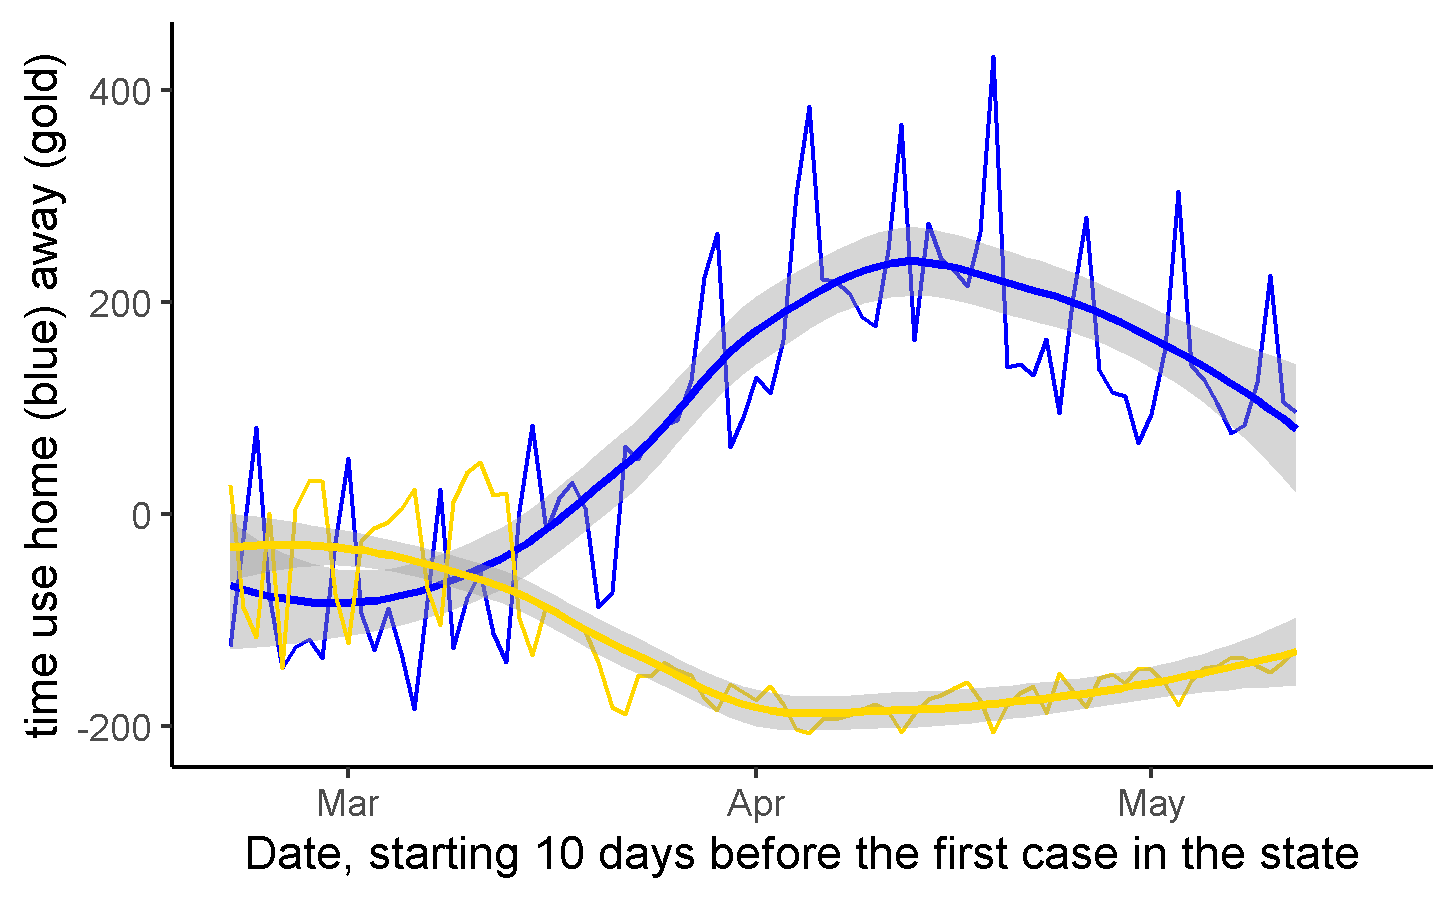 time use home (blue) away (gold)
400
200
0
-200
Mar
Apr
May
Date, starting 10 days before the first case in the state